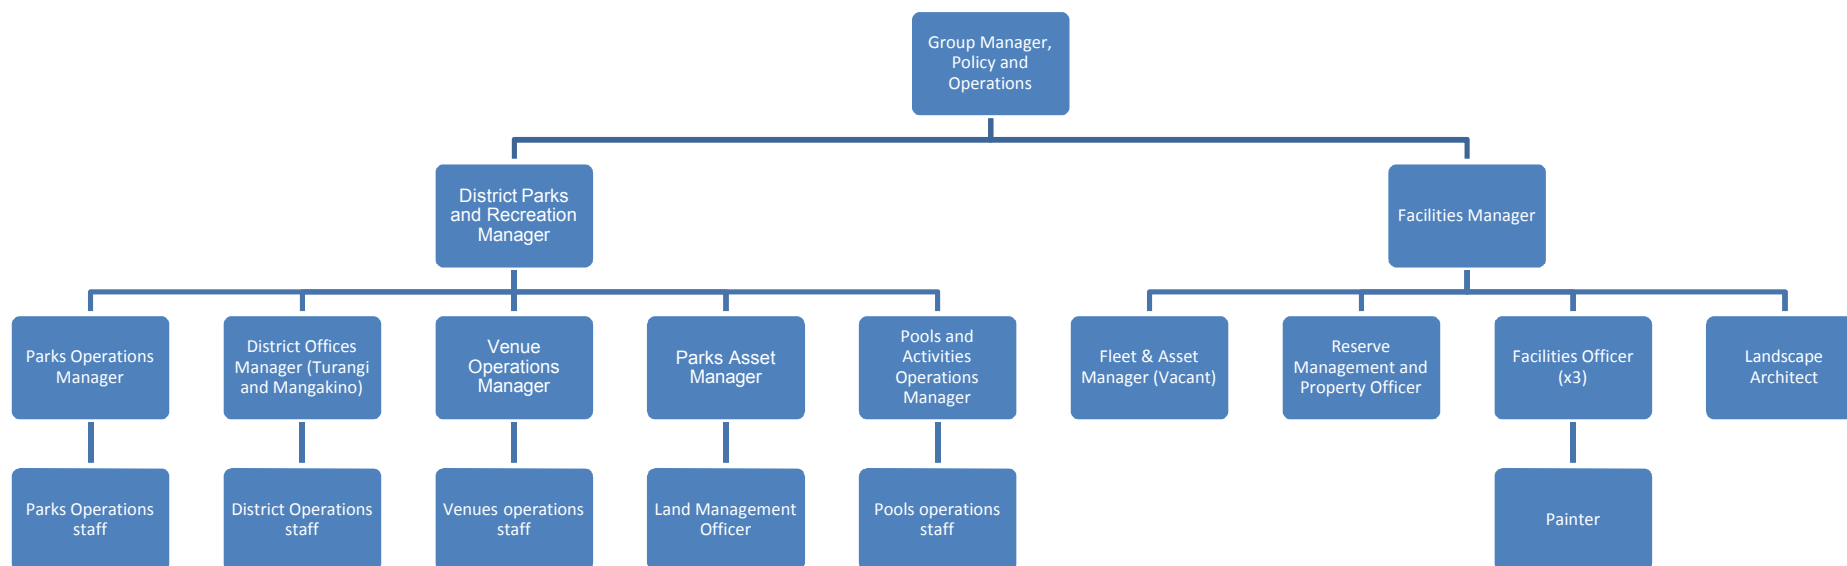 Group Manager,
Policy and
Operations
District Parks
and Recreation
Manager
Facilities Manager
Parks Operations
Manager
District Offices
Manager (Turangi
and Mangakino)
Venue
Operations
Manager
Parks Asset
Manager
Pools and
Activities
Operations
Manager
Fleet & Asset
Manager (Vacant)
Reserve
Management and
Property Officer
Facilities Officer
(x3)
Landscape
Architect
Parks Operations
staff
District Operations
staff
Venues operations
staff
Land Management
Officer
Pools operations
staff
Painter